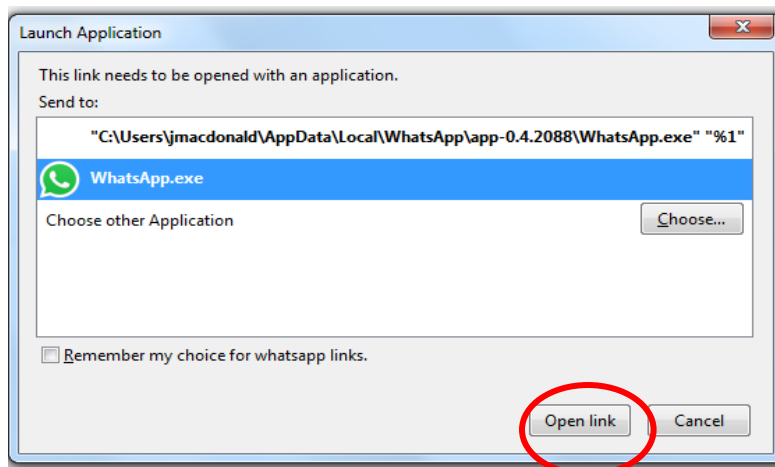 Launch Application
This link needs to be opened with an application.
Send to:
"C:\Users\jmacdonald\AppData\Local\WhatsApp\app-0.4.2088\WhatsApp.exe" "%1"
WhatsApp.exe
Choose other Application Choose...
Remember my choice for whatsapp links.
Open link Cancel